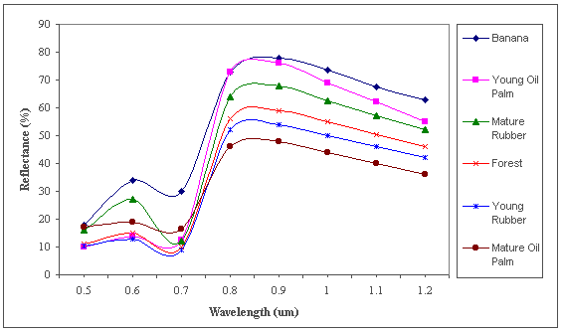 90
80
70
60
50
40
30
20
10
0
Reflectance (%)
0.5 0.6 0.7 0.8 0.9 1 1.1 1.2
Wavelength (um)
Banana
Young Oil
Palm
Mature
Rubber
Forest
Young
Rubber
Mature Oil
Palm